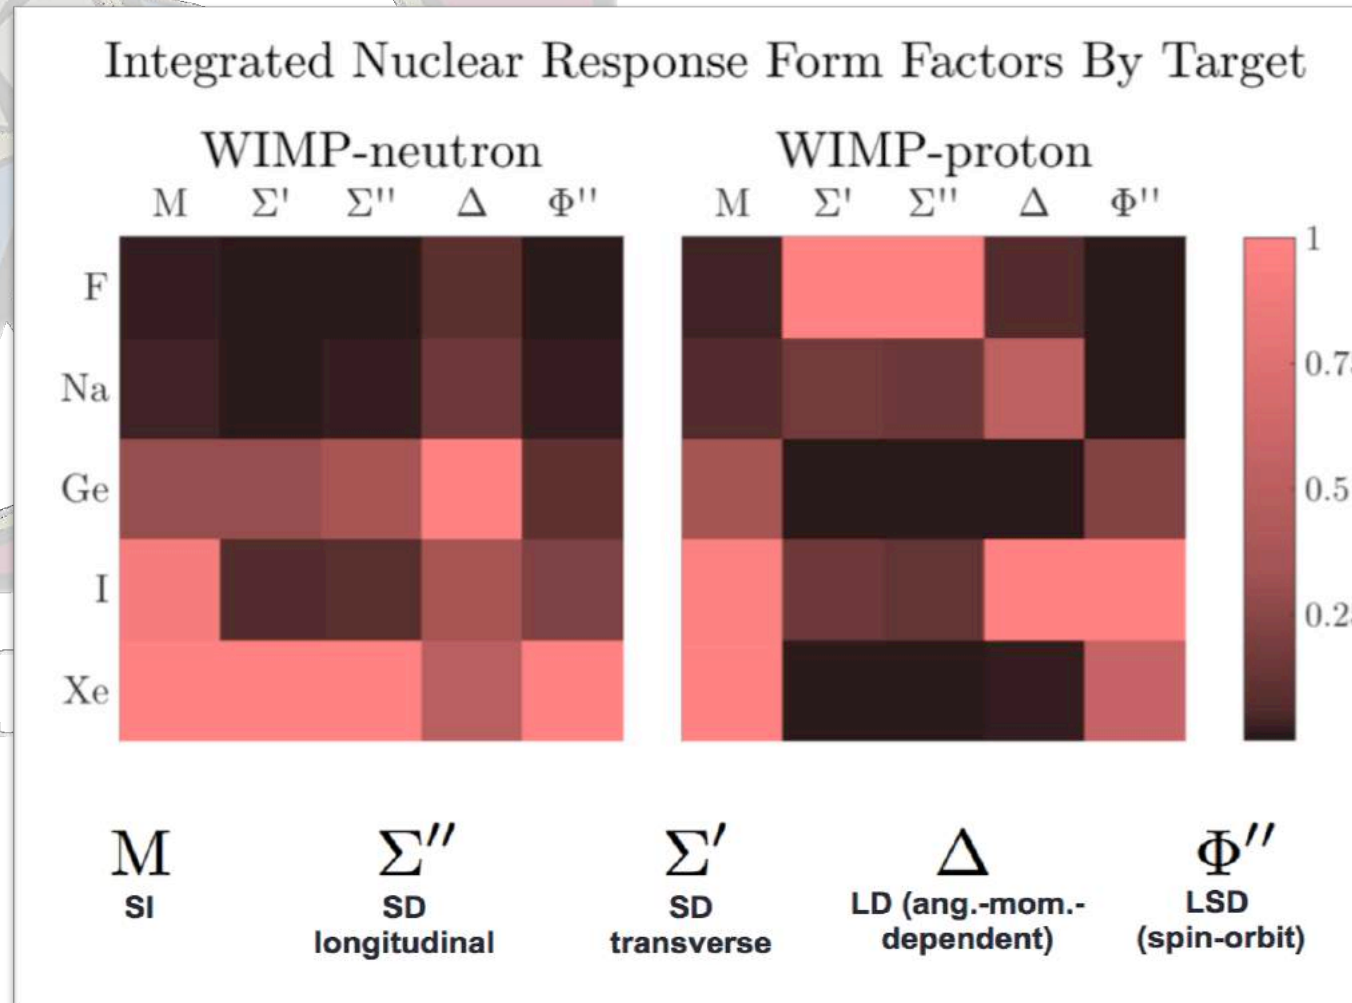 Integrated Nuclear Response Form Factors By Target
WIMP-neutron WIMP-proton
M Σ' Σ'' Δ Φ'' M Σ' Σ'' Δ Φ''
F
Na
Ge
I
Xe
1
0.5
M Σ'' Σ' Δ Φ''
SI SD SD LD (ang.-mom.- LSD
longitudinal transverse dependent) (spin-orbit)